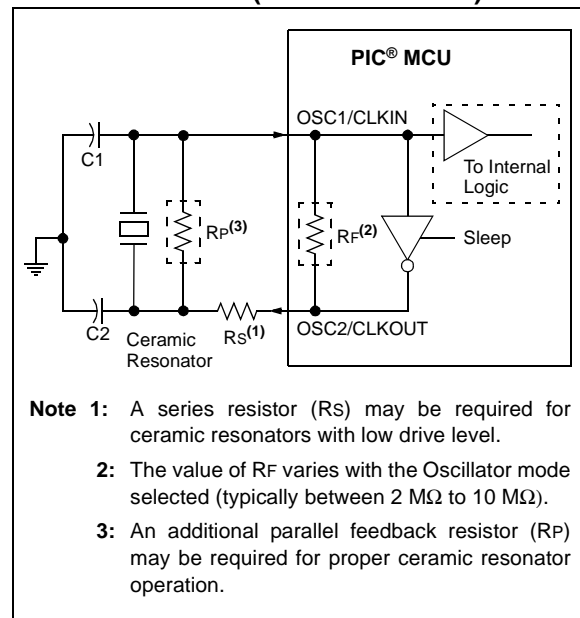 PIC® MCU
OSC1/CLKIN
C1
To Internal
Logic
RP(3)
RF(2)
Sleep
C2
Ceramic
Resonator
RS(1)
OSC2/CLKOUT
Note 1: A series resistor (RS) may be required for
ceramic resonators with low drive level.
2: The value of RF varies with the Oscillator mode
selected (typically between 2 MΩ to 10 MΩ).
3: An additional parallel feedback resistor (RP)
may be required for proper ceramic resonator
operation.